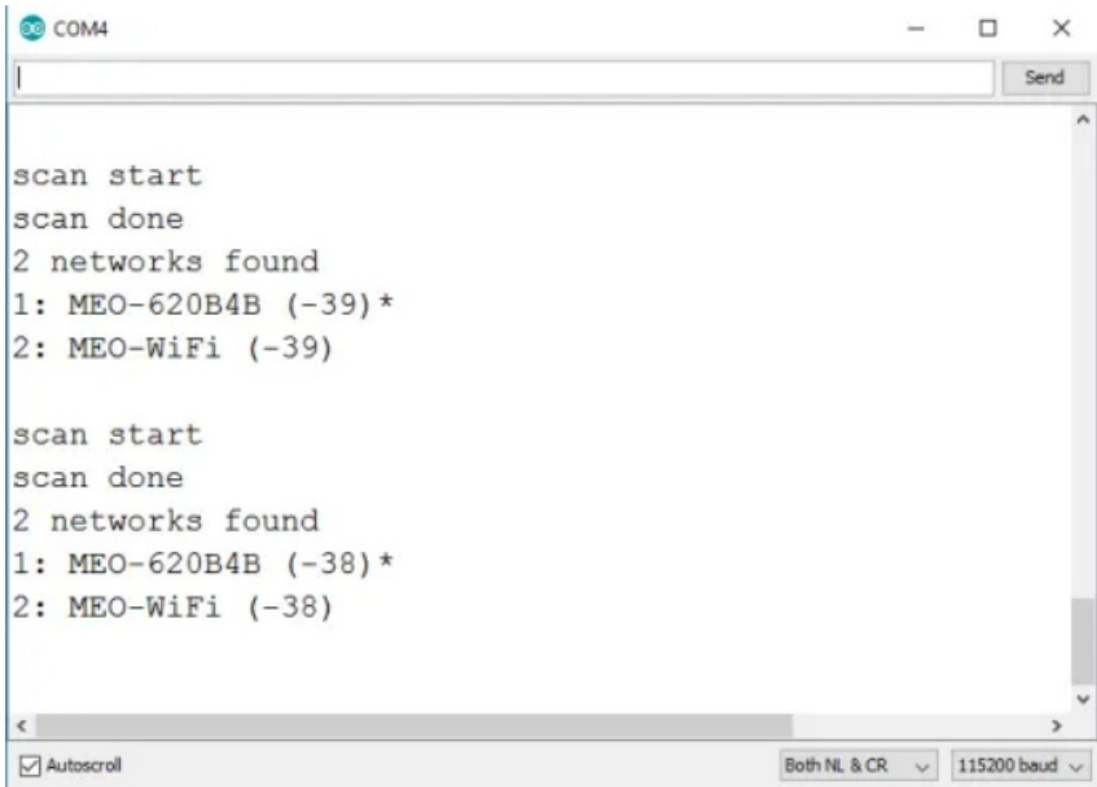 COM4
Send
scan start
scan done
2 networks found
1: MEO-620B4B (-39)*
2: MEO-WiFi (-39)
scan start
scan done
2 networks found
1: MEO-620B4B (-38)*
2: MEO-WiFi (-38)
Autoscroll
Both NL & CR
115200 baud